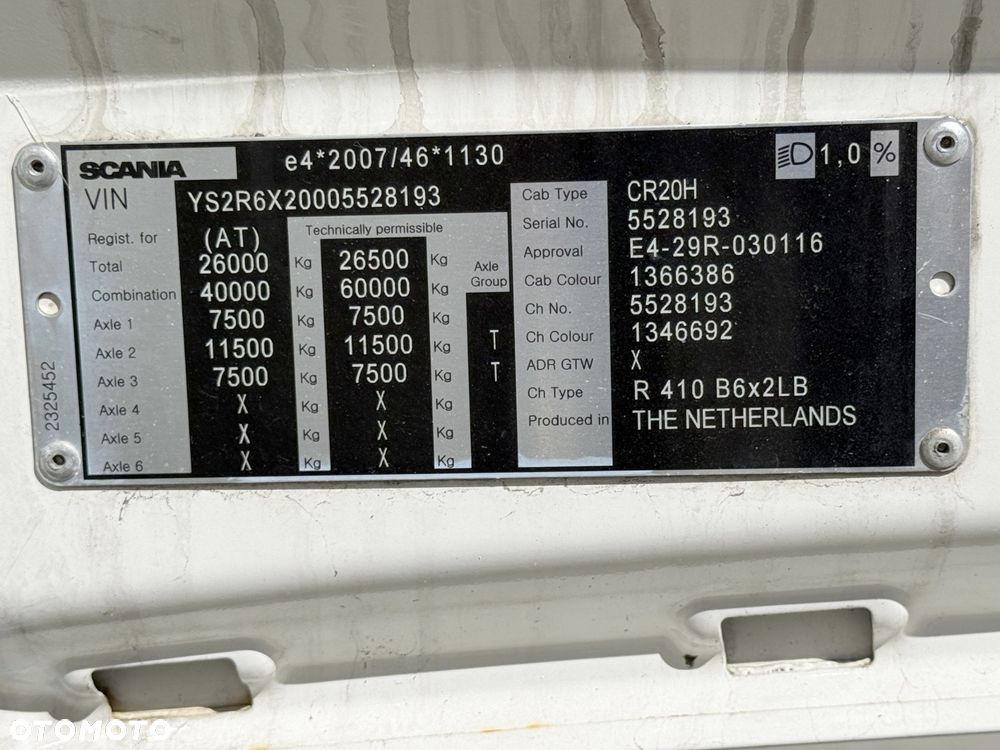 SCANIA e4*2007/46*1130 1,0 %
VIN YS2R6X20005528193
Regist. for (AT) Technically permissible
Total 26000 Kg 26500 Kg
Axle Group
Combination 40000 Kg 60000 Kg
Axle 1 7500 Kg 7500 Kg
Axle 2 11500 Kg 11500 Kg T
Axle 3 7500 Kg 7500 Kg T
Axle 4 X Kg X Kg
Axle 5 X Kg X Kg
Axle 6 X Kg X Kg
Cab Type CR20H
Serial No. 5528193
Approval E4-29R-030116
Cab Colour 1366386
Ch No. 5528193
Ch Colour 1346692
ADR GTW X
Ch Type R 410 B6x2LB
Produced in THE NETHERLANDS
2325452
OTOMOTO